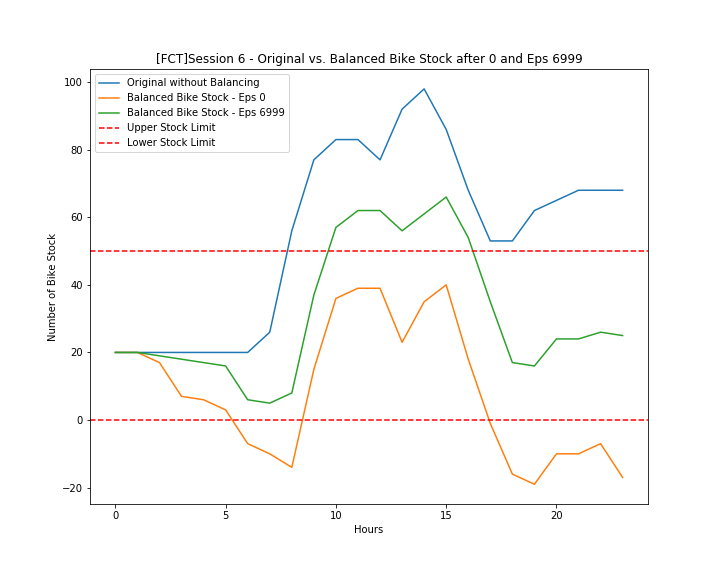 [FCT]Session 6 - Original vs. Balanced Bike Stock after 0 and Eps 6999
Original without Balancing
Balanced Bike Stock - Eps 0
Balanced Bike Stock - Eps 6999
Upper Stock Limit
Lower Stock Limit
Number of Bike Stock
100
80
60
40
20
0
−20
0
5
10
15
20
Hours